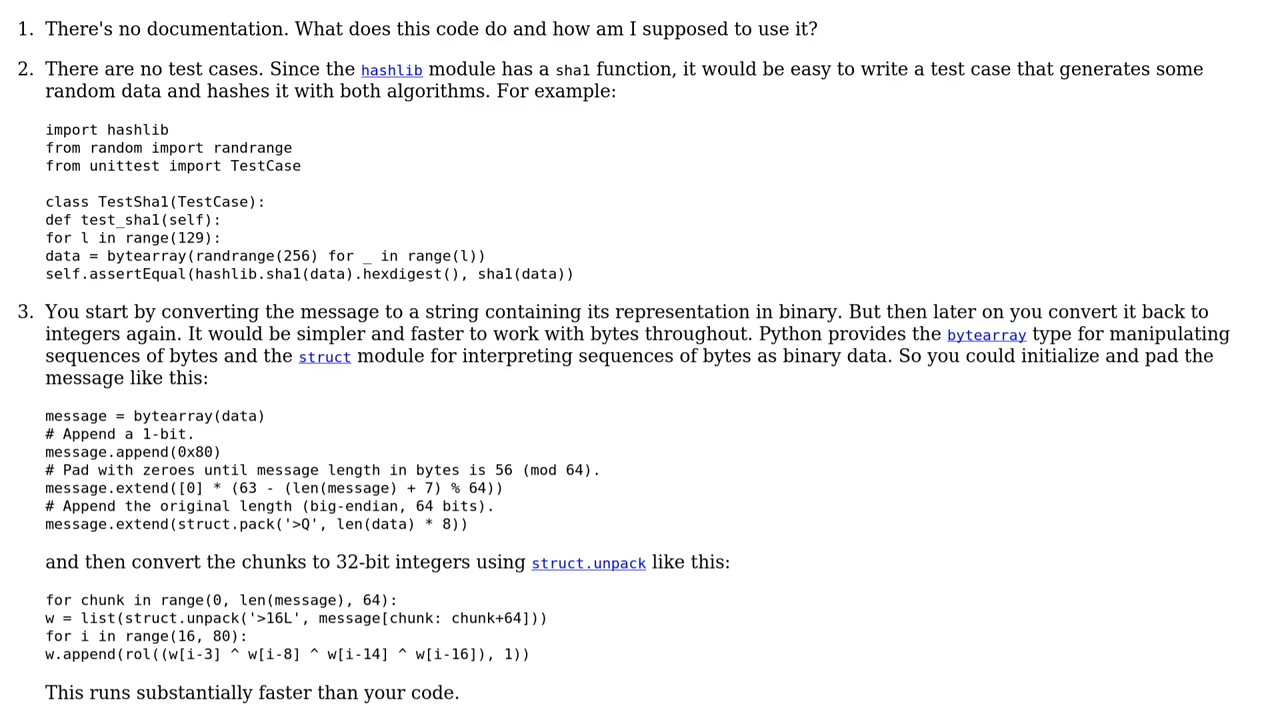 1. There's no documentation. What does this code do and how am I supposed to use it?
2. There are no test cases. Since the hashlib module has a sha1 function, it would be easy to write a test case that generates some
random data and hashes it with both algorithms. For example:
import hashlib
from random import randrange
from unittest import TestCase
class TestSha1(TestCase):
def test_sha1(self):
for l in range(129):
data = bytearray(randrange(256) for _ in range(l))
self.assertEqual(hashlib.sha1(data).hexdigest(), sha1(data))
3. You start by converting the message to a string containing its representation in binary. But then later on you convert it back to
integers again. It would be simpler and faster to work with bytes throughout. Python provides the bytearray type for manipulating
sequences of bytes and the struct module for interpreting sequences of bytes as binary data. So you could initialize and pad the
message like this:
message = bytearray(data)
# Append a 1-bit.
message.append(0x80)
# Pad with zeroes until message length in bytes is 56 (mod 64).
message.extend([0] * (63 - (len(message) + 7) % 64))
# Append the original length (big-endian, 64 bits).
message.extend(struct.pack('>Q', len(data) * 8))
and then convert the chunks to 32-bit integers using struct.unpack like this:
for chunk in range(0, len(message), 64):
w = list(struct.unpack('>16L', message[chunk: chunk+64]))
for i in range(16, 80):
w.append(rol((w[i-3] ^ w[i-8] ^ w[i-14] ^ w[i-16]), 1))
This runs substantially faster than your code.